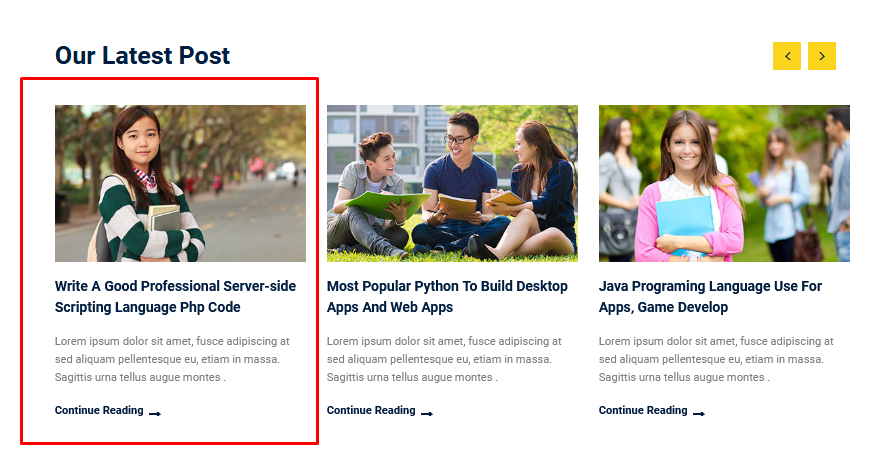 Our Latest Post
Write A Good Professional Server-side
Scripting Language Php Code
Lorem ipsum dolor sit amet, fusce adipiscing at
sed aliquam pellentesque eu, etiam in massa.
Sagittis urna tellus augue montes .
Continue Reading
Most Popular Python To Build Desktop
Apps And Web Apps
Lorem ipsum dolor sit amet, fusce adipiscing at
sed aliquam pellentesque eu, etiam in massa.
Sagittis urna tellus augue montes .
Continue Reading
Java Programing Language Use For
Apps, Game Develop
Lorem ipsum dolor sit amet, fusce adipiscing at
sed aliquam pellentesque eu, etiam in massa.
Sagittis urna tellus augue montes .
Continue Reading